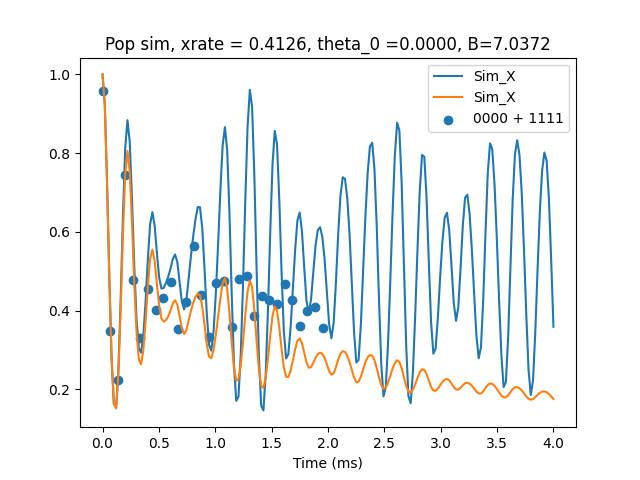 Pop sim, xrate = 0.4126, theta_0 =0.0000, B=7.0372
Sim_X
Sim_X
0000 + 1111
1.0
0.8
0.6
0.4
0.2
0.0 0.5 1.0 1.5 2.0 2.5 3.0 3.5 4.0
Time (ms)